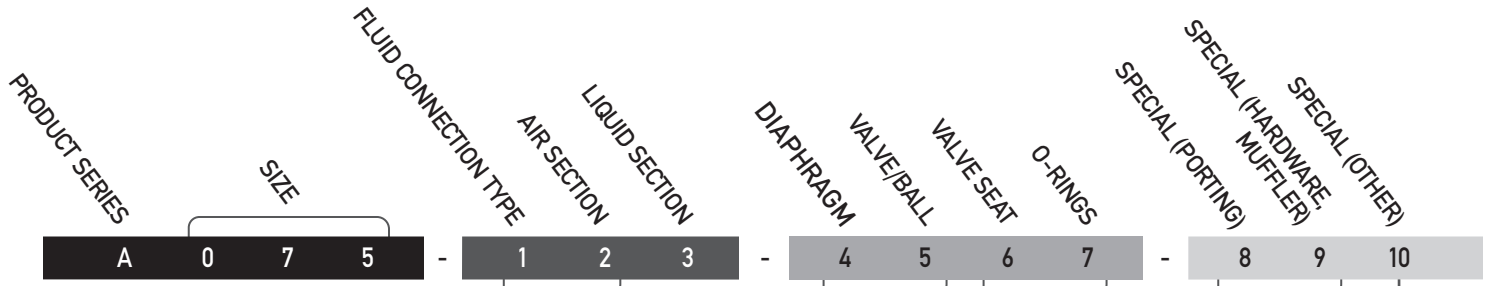 PRODUCT SERIES
SIZE
FLUID CONNECTION TYPE
AIR SECTION
LIQUID SECTION
DIAPHRAGM
VALVE/BALL
VALVE SEAT
O-RINGS
SPECIAL (PORTING)
SPECIAL (HARDWARE,
MUFFLER)
SPECIAL (OTHER)
A 0 7 5 - 1 2 3 - 4 5 6 7 - 8 9 10